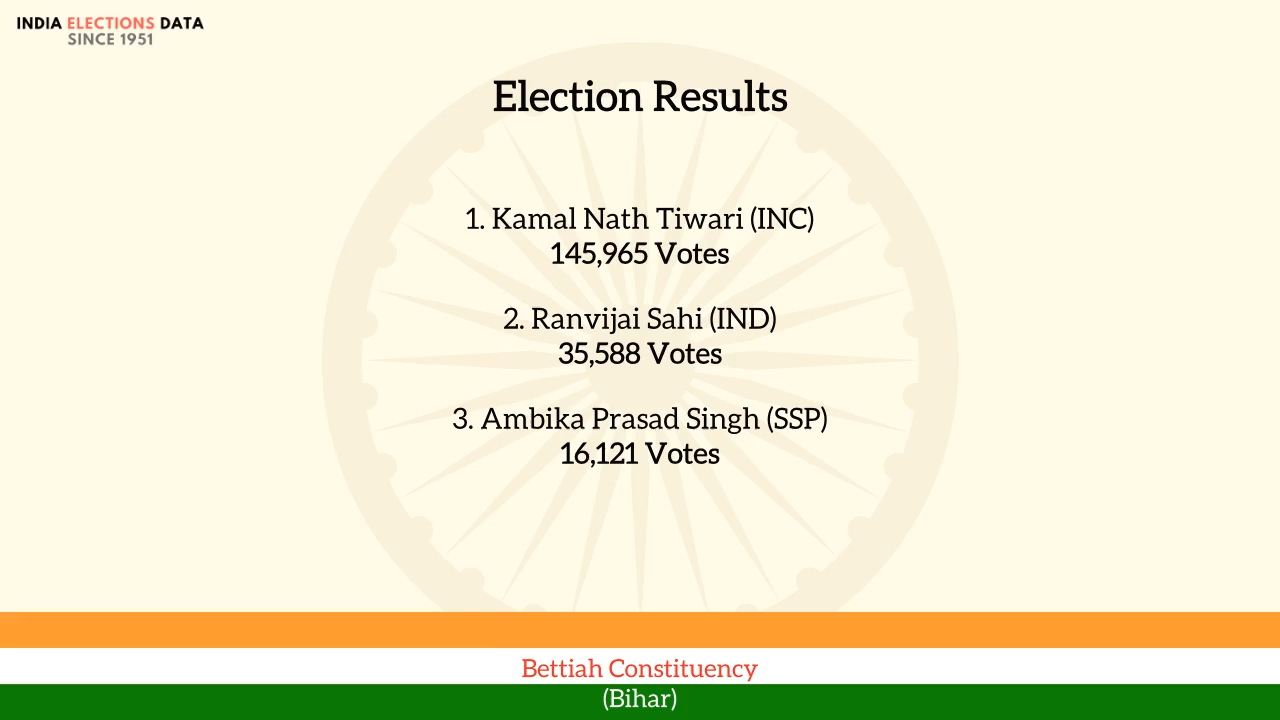 INDIA ELECTIONS DATA
SINCE 1951
Election Results
1. Kamal Nath Tiwari (INC)
145,965 Votes
2. Ranvijai Sahi (IND)
35,588 Votes
3. Ambika Prasad Singh (SSP)
16,121 Votes
Bettiah Constituency
(Bihar)